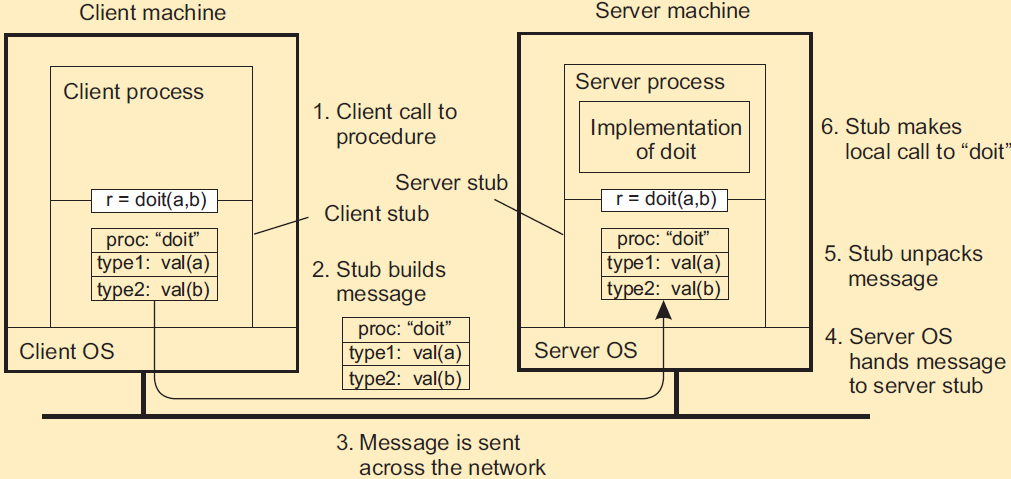 Client machine
Server machine
Client process
1. Client call to
procedure
Server process
Implementation
of doit
6. Stub makes
local call to “doit”
Server stub
r = doit(a,b)
Client stub
r = doit(a,b)
proc: “doit”
type1: val(a)
type2: val(b)
2. Stub builds
message
proc: “doit”
type1: val(a)
type2: val(b)
5. Stub unpacks
message
proc: “doit”
type1: val(a)
type2: val(b)
Client OS
Server OS
4. Server OS
hands message
to server stub
3. Message is sent
across the network